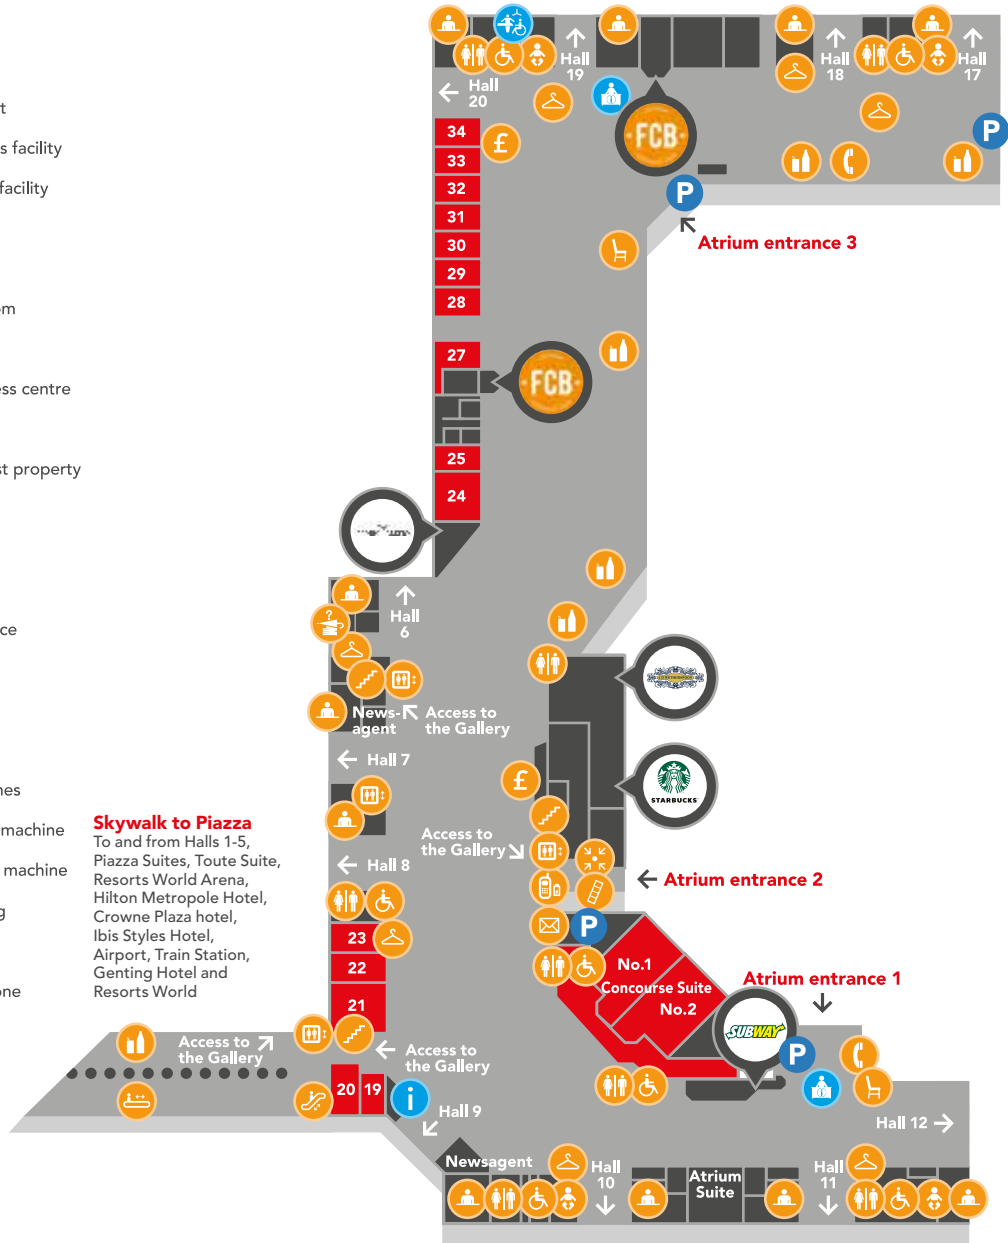 t
s facility
facility
m
ess centre
st property
ce
nes
machine
machine
g
one
Hall
19
Hall
18
Hall
17
Hall
20
FCB
P
34
£
33
32
31
30
29
28
P
Atrium entrance 3
27
FCB
25
24
Hall
6
?
News-
agent
Access to
the Gallery
Hall 7
STARBUCKS
£
Access to
the Gallery
Hall 8
Atrium entrance 2
Skywalk to Piazza
To and from Halls 1-5,
Piazza Suites, Toute Suite,
Resorts World Arena,
Hilton Metropole Hotel,
Crowne Plaza hotel,
Ibis Styles Hotel,
Airport, Train Station,
Genting Hotel and
Resorts World
P
23
22
21
No.1
Concourse Suite
No.2
Atrium entrance 1
SUBWAY
P
Access to
the Gallery
Access to
the Gallery
20
19
i
Hall 9
Hall 12
Newsagent
Hall
10
Atrium
Suite
Hall
11